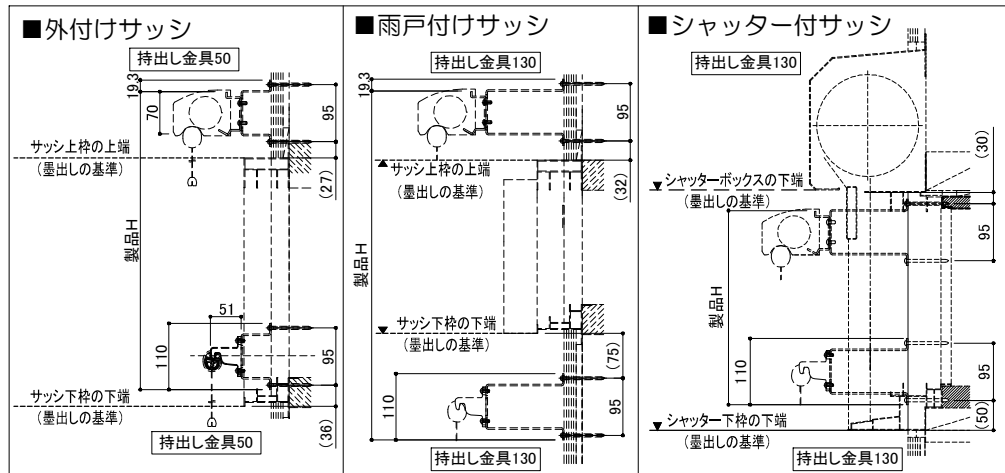 ■外付けサッシ
持出し金具50
19.3
70
95
サッシ上枠の上端
(墨出しの基準)
(27)
製品H
51
110
95
サッシ下枠の下端
(墨出しの基準)
(36)
持出し金具50
■雨戸付けサッシ
持出し金具130
19.3
95
サッシ上枠の上端
(墨出しの基準)
(32)
製品H
サッシ下枠の下端
(墨出しの基準)
(75)
110
95
持出し金具130
■シャッター付サッシ
持出し金具130
(30)
シャッターボックスの下端
(墨出しの基準)
95
製品H
110
95
シャッター下枠の下端
(墨出しの基準)
(50)
持出し金具130